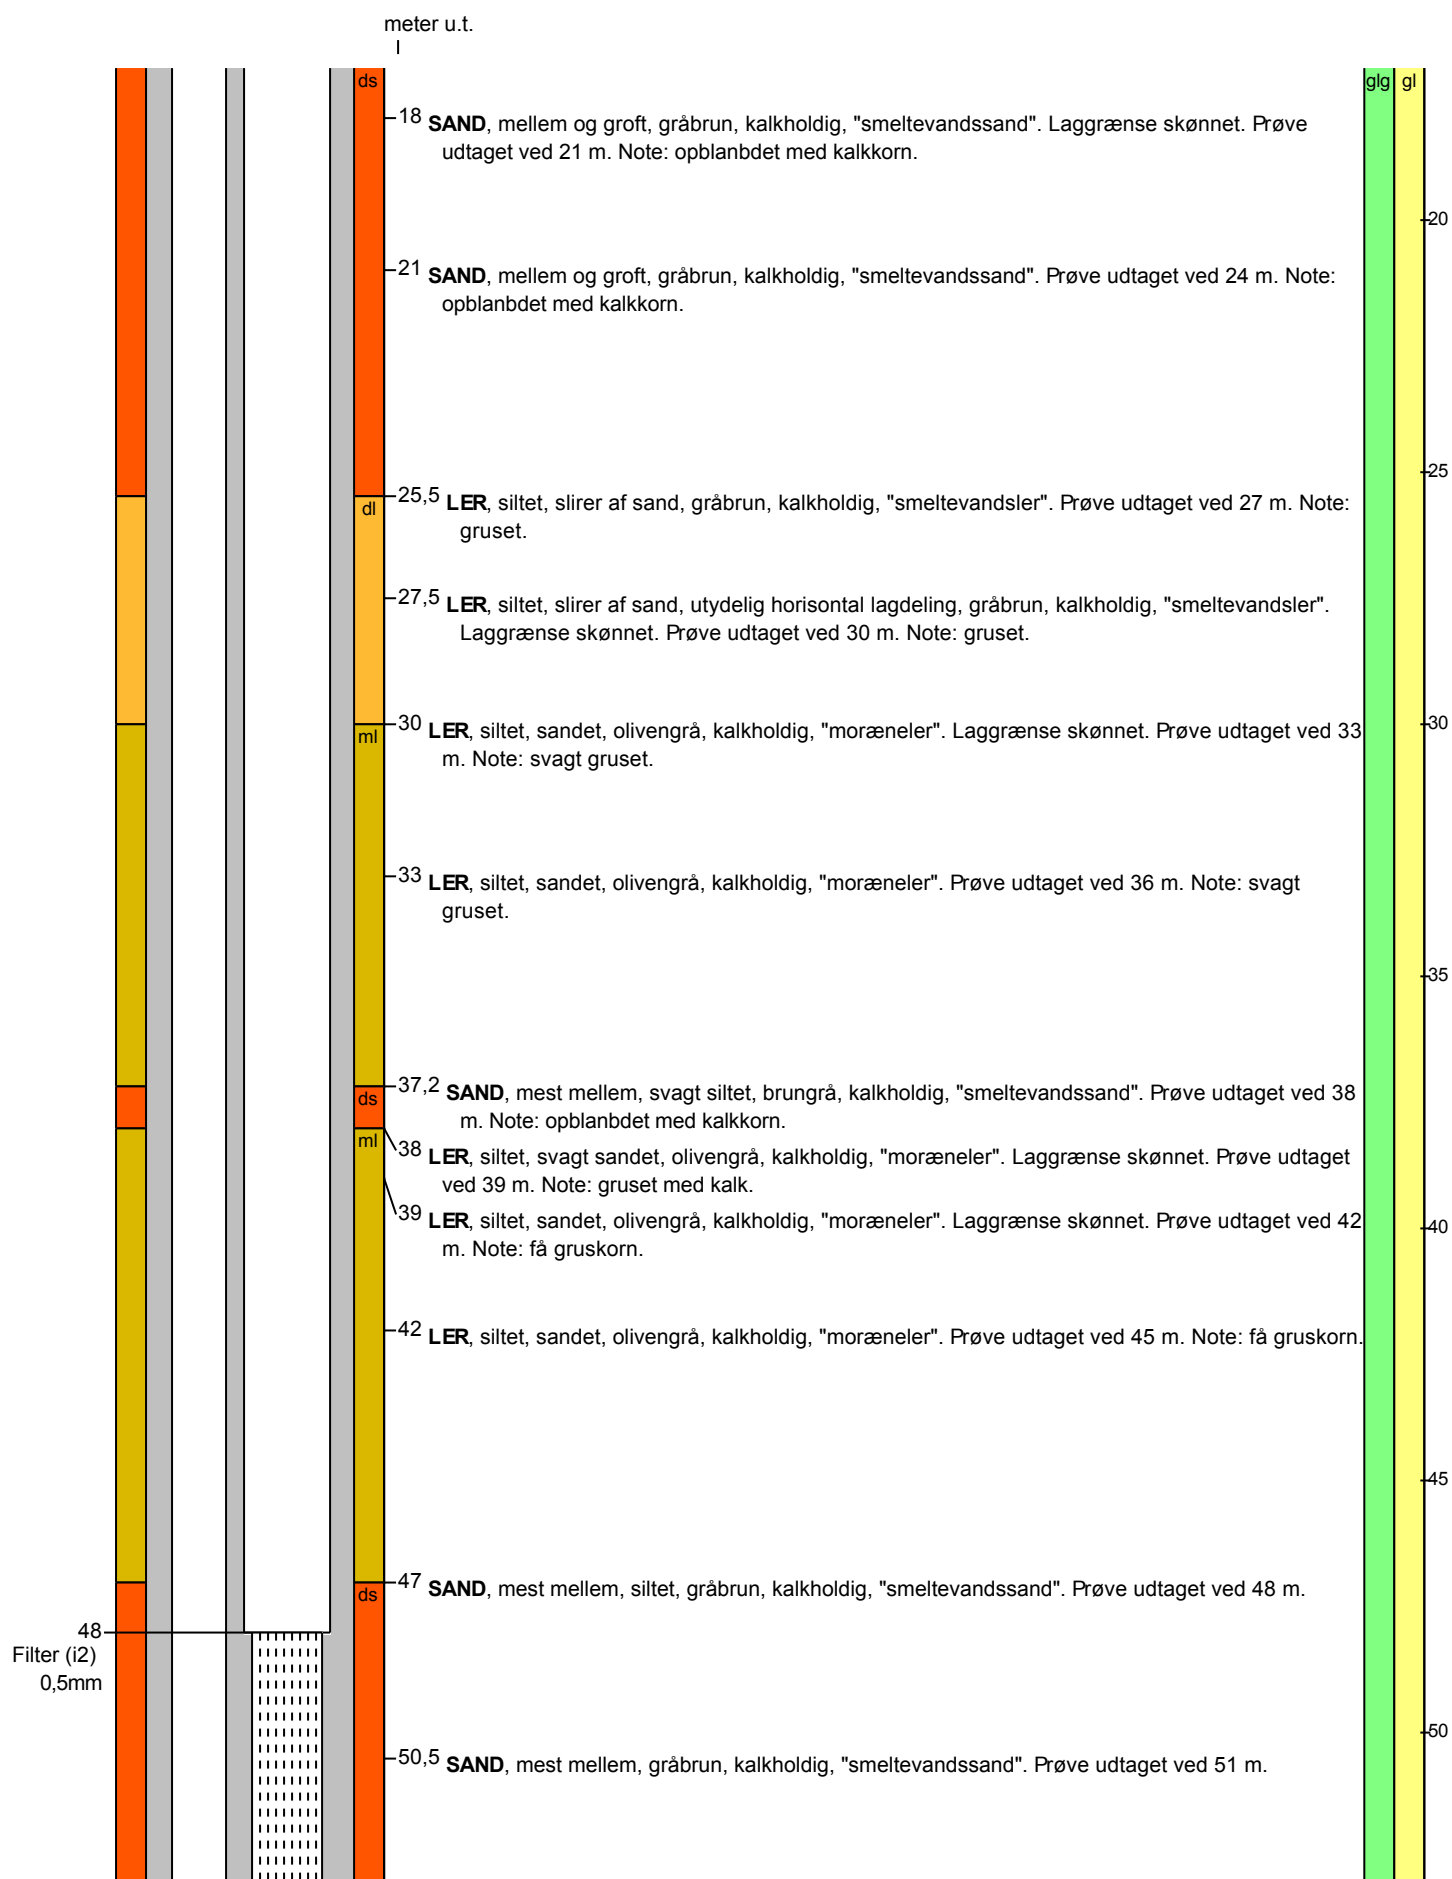 meter u.t.
ds
glg gl
18 SAND, mellem og groft, gråbrun, kalkholdig, "smeltevandssand". Laggrænse skønnet. Prøve
udtaget ved 21 m. Note: opblanbdet med kalkkorn.
20
21 SAND, mellem og groft, gråbrun, kalkholdig, "smeltevandssand". Prøve udtaget ved 24 m. Note:
opblanbdet med kalkkorn.
25
25,5 LER, siltet, slirer af sand, gråbrun, kalkholdig, "smeltevandsler". Prøve udtaget ved 27 m. Note:
dl
gruset.
27,5 LER, siltet, slirer af sand, utydelig horisontal lagdeling, gråbrun, kalkholdig, "smeltevandsler".
Laggrænse skønnet. Prøve udtaget ved 30 m. Note: gruset.
30 LER, siltet, sandet, olivengrå, kalkholdig, "moræneler". Laggrænse skønnet. Prøve udtaget ved 33
30
ml
m. Note: svagt gruset.
33 LER, siltet, sandet, olivengrå, kalkholdig, "moræneler". Prøve udtaget ved 36 m. Note: svagt
gruset.
35
37,2 SAND, mest mellem, svagt siltet, brungrå, kalkholdig, "smeltevandssand". Prøve udtaget ved 38
ds
m. Note: opblanbdet med kalkkorn.
ml
38 LER, siltet, svagt sandet, olivengrå, kalkholdig, "moræneler". Laggrænse skønnet. Prøve udtaget
ved 39 m. Note: gruset med kalk.
39 LER, siltet, sandet, olivengrå, kalkholdig, "moræneler". Laggrænse skønnet. Prøve udtaget ved 42
40
m. Note: få gruskorn.
42 LER, siltet, sandet, olivengrå, kalkholdig, "moræneler". Prøve udtaget ved 45 m. Note: få gruskorn.
45
47 SAND, mest mellem, siltet, gråbrun, kalkholdig, "smeltevandssand". Prøve udtaget ved 48 m.
ds
48
Filter (i2)
0,5mm
50
50,5 SAND, mest mellem, gråbrun, kalkholdig, "smeltevandssand". Prøve udtaget ved 51 m.